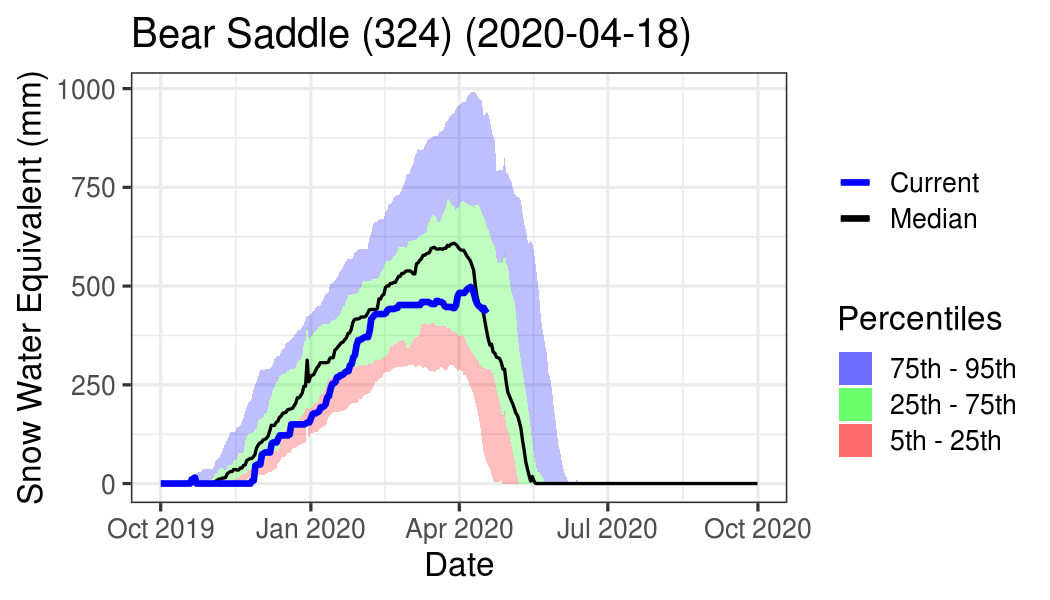 Bear Saddle (324) (2020-04-18)
Snow Water Equivalent (mm)
1000
750
500
250
0
Oct 2019 Jan 2020 Apr 2020 Jul 2020 Oct 2020
Date
Current
Median
Percentiles
75th - 95th
25th - 75th
5th - 25th